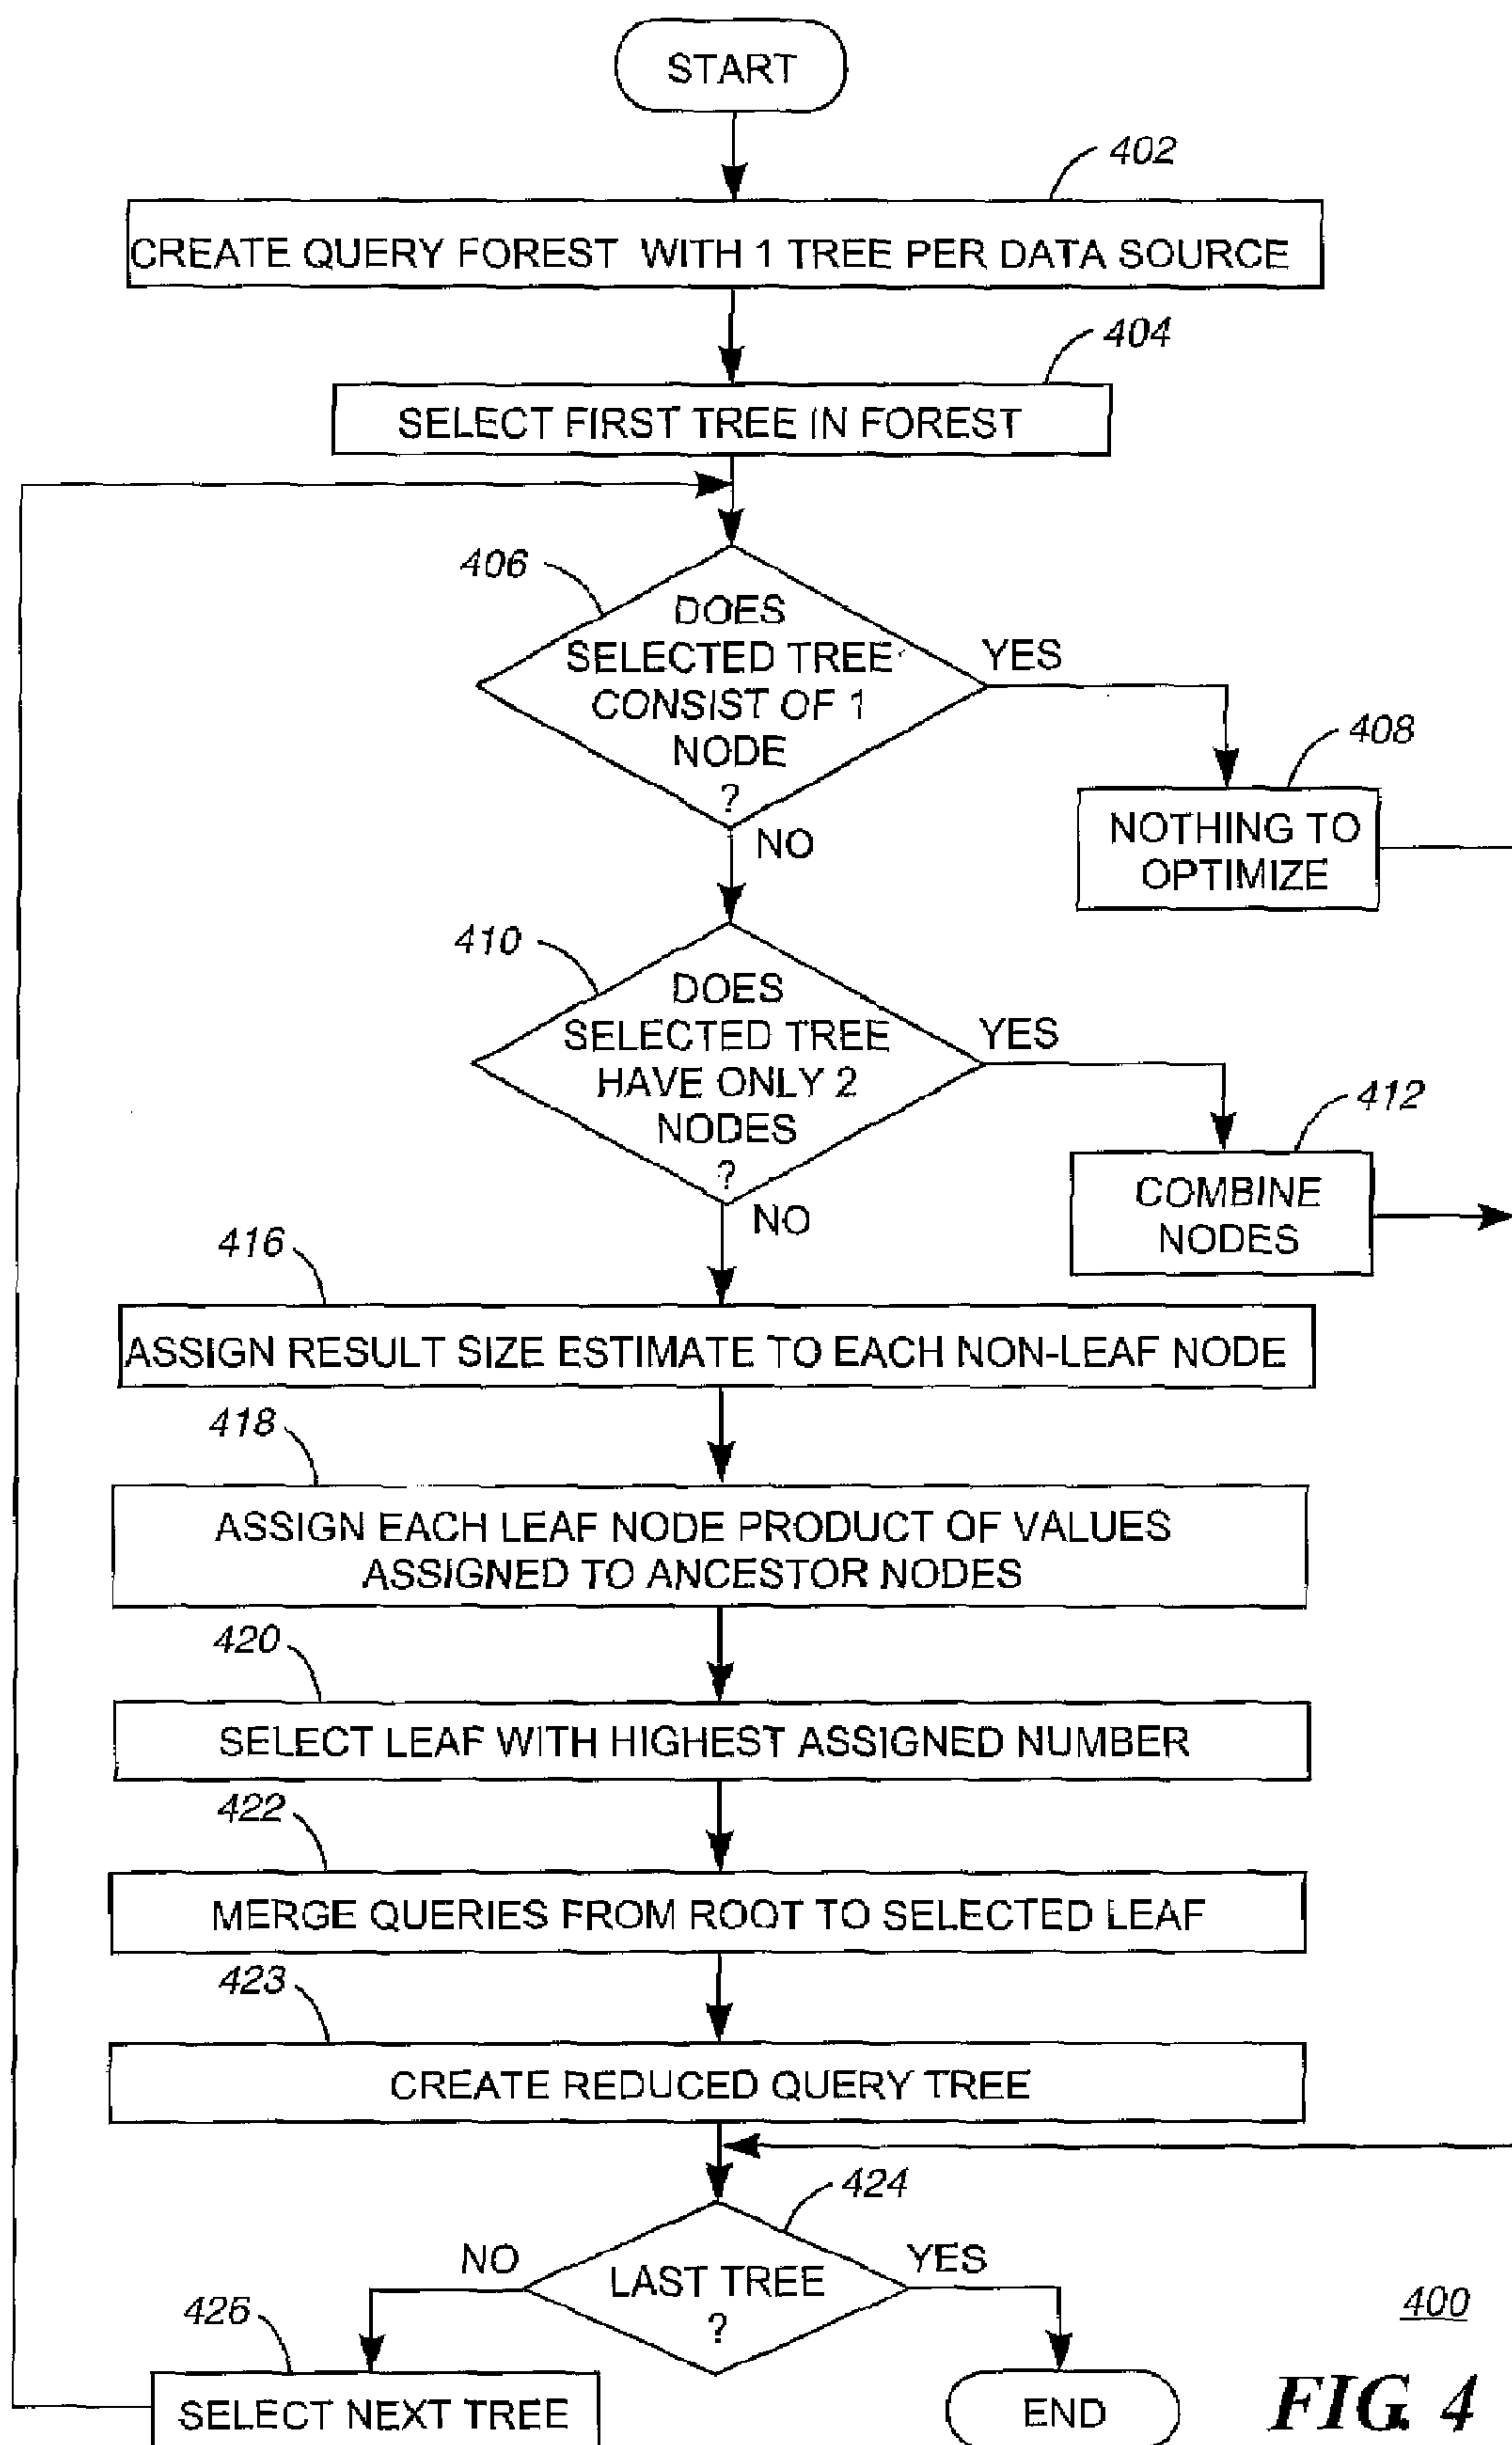 START
402
CREATE QUERY FOREST WITH 1 TREE PER DATA SOURCE
404
SELECT FIRST TREE IN FOREST
406
DOES
SELECTED TREE
CONSIST OF 1
NODE
?
YES
NO
408
NOTHING TO
OPTIMIZE
410
DOES
SELECTED TREE
HAVE ONLY 2
NODES
?
YES
NO
412
COMBINE
NODES
416
ASSIGN RESULT SIZE ESTIMATE TO EACH NON-LEAF NODE
418
ASSIGN EACH LEAF NODE PRODUCT OF VALUES
ASSIGNED TO ANCESTOR NODES
420
SELECT LEAF WITH HIGHEST ASSIGNED NUMBER
422
MERGE QUERIES FROM ROOT TO SELECTED LEAF
423
CREATE REDUCED QUERY TREE
424
NO
LAST TREE
?
YES
426
SELECT NEXT TREE
END
400
FIG. 4